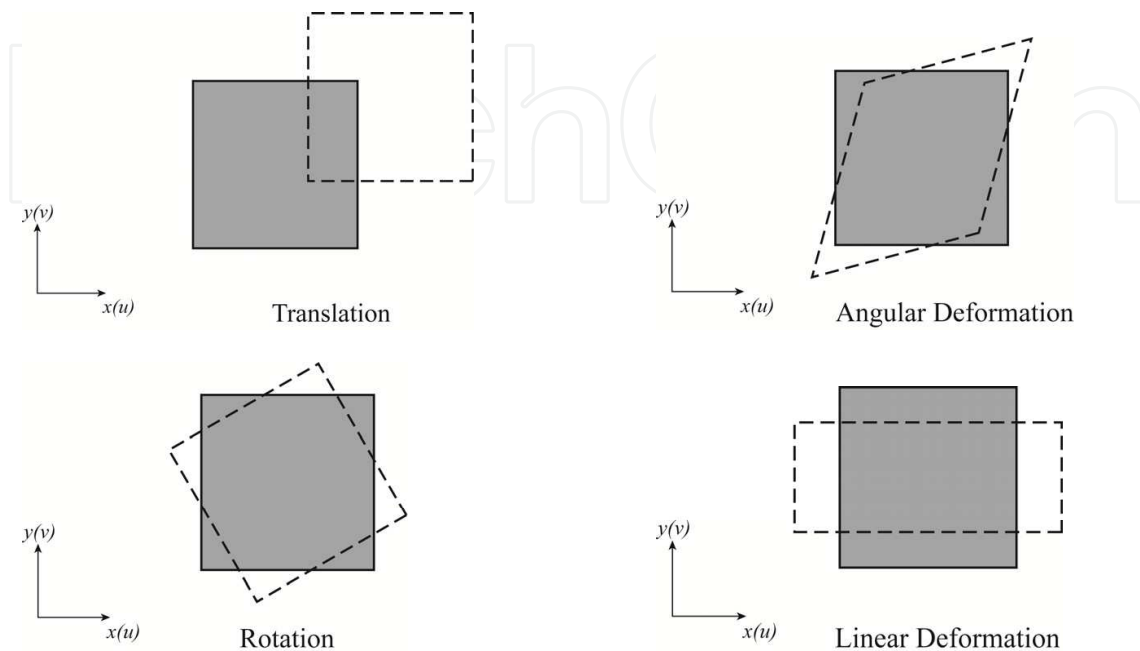 y(v)
x(u)
Translation
y(v)
x(u)
Angular Deformation
y(v)
x(u)
Rotation
y(v)
x(u)
Linear Deformation